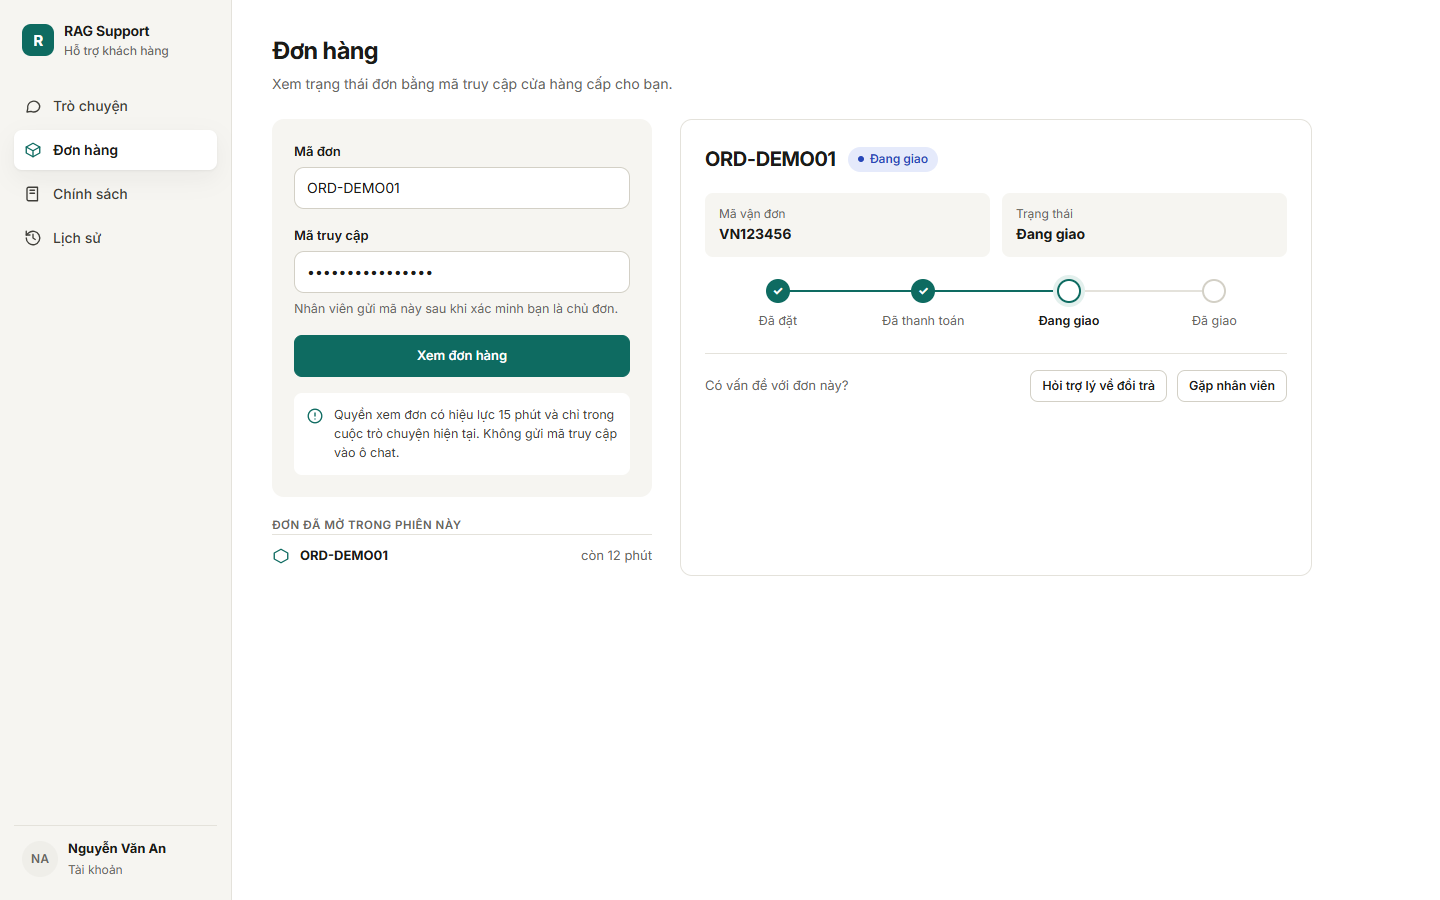 R
RAG Support
Hỗ trợ khách hàng
Trò chuyện
Đơn hàng
Chính sách
Lịch sử
NA
Nguyễn Văn An
Tài khoản
Đơn hàng
Xem trạng thái đơn bằng mã truy cập cửa hàng cấp cho bạn.
Mã đơn
ORD-DEMO01
Mã truy cập
••••••••••••••••
Nhân viên gửi mã này sau khi xác minh bạn là chủ đơn.
Xem đơn hàng
Quyền xem đơn có hiệu lực 15 phút và chỉ trong
cuộc trò chuyện hiện tại. Không gửi mã truy cập
vào ô chat.
ĐƠN ĐÃ MỞ TRONG PHIÊN NÀY
ORD-DEMO01 còn 12 phút
ORD-DEMO01 Đang giao
Mã vận đơn
VN123456
Trạng thái
Đang giao
Đã đặt Đã thanh toán Đang giao Đã giao
Có vấn đề với đơn này? Hỏi trợ lý về đổi trả Gặp nhân viên